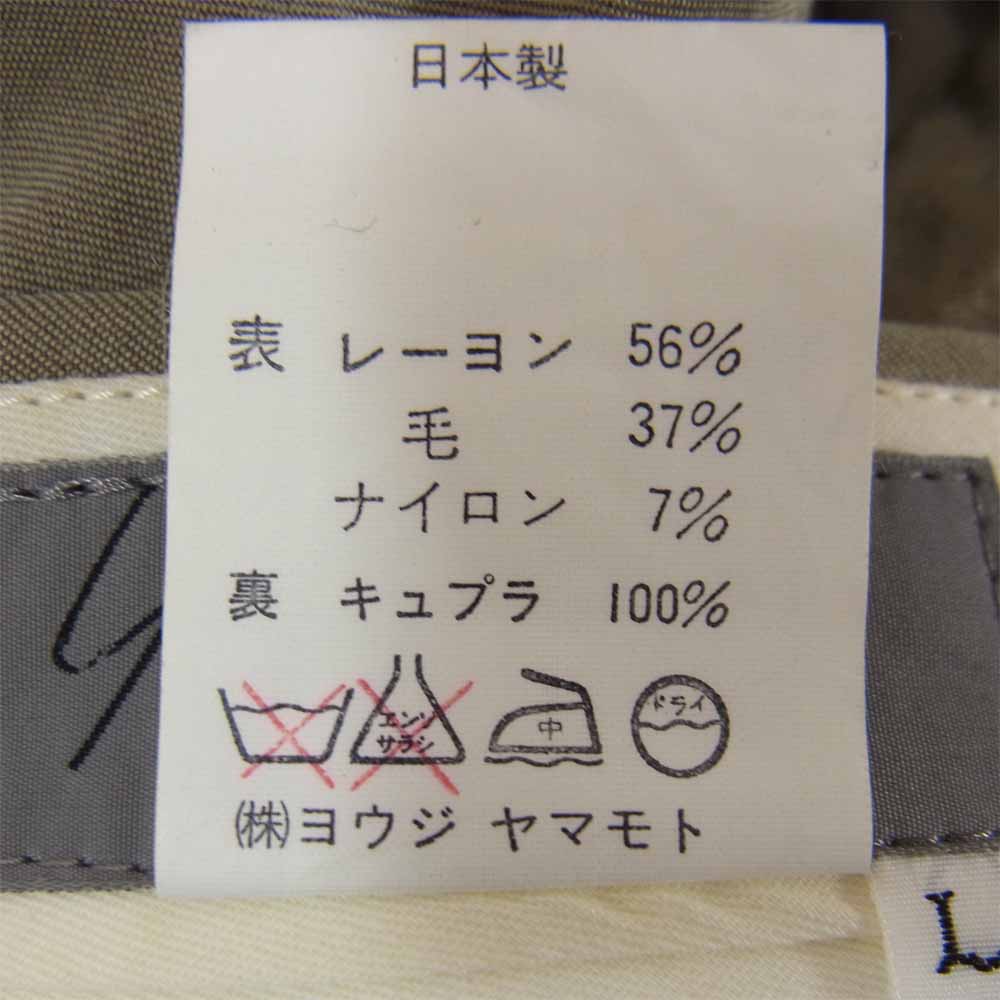 日本製
表 レーヨン 56%
毛 37%
ナイロン 7%
裏 キュプラ 100%
エンソ
サラシ
中
ドライ
(株)ヨウジ ヤマモト
L